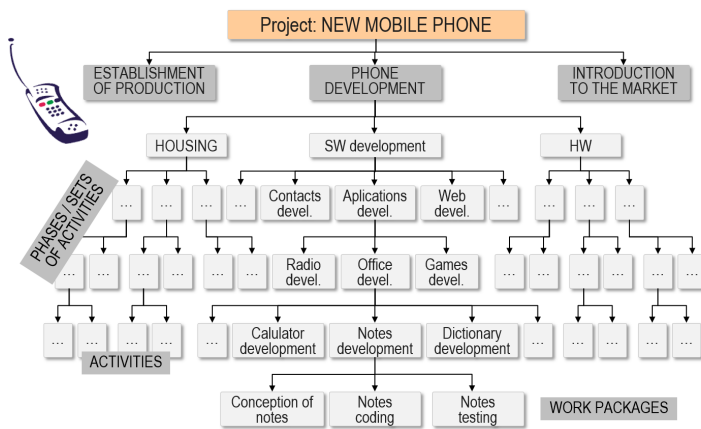 Project: NEW MOBILE PHONE
ESTABLISHMENT
OF PRODUCTION
PHONE
DEVELOPMENT
INTRODUCTION
TO THE MARKET
HOUSING
SW development
HW
PHASES / SETS
OF ACTIVITIES
... ... ... ...
Contacts
devel.
Aplications
devel.
Web
devel.
... ... ... ...
... ... ... ... ... ...
Radio
devel.
Office
devel.
Games
devel.
... ... ... ... ... ...
... ... ... ... ...
Calulator
development
Notes
development
Dictionary
development
... ... ... ... ...
ACTIVITIES
Conception of
notes
Notes
coding
Notes
testing
WORK PACKAGES